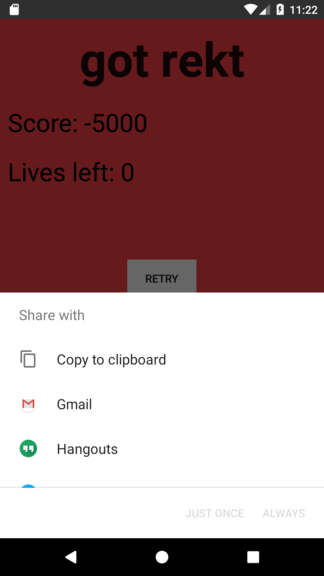 11:22
got rekt
Score: -5000
Lives left: 0
RETRY
Share with
Copy to clipboard
Gmail
Hangouts
JUST ONCE ALWAYS